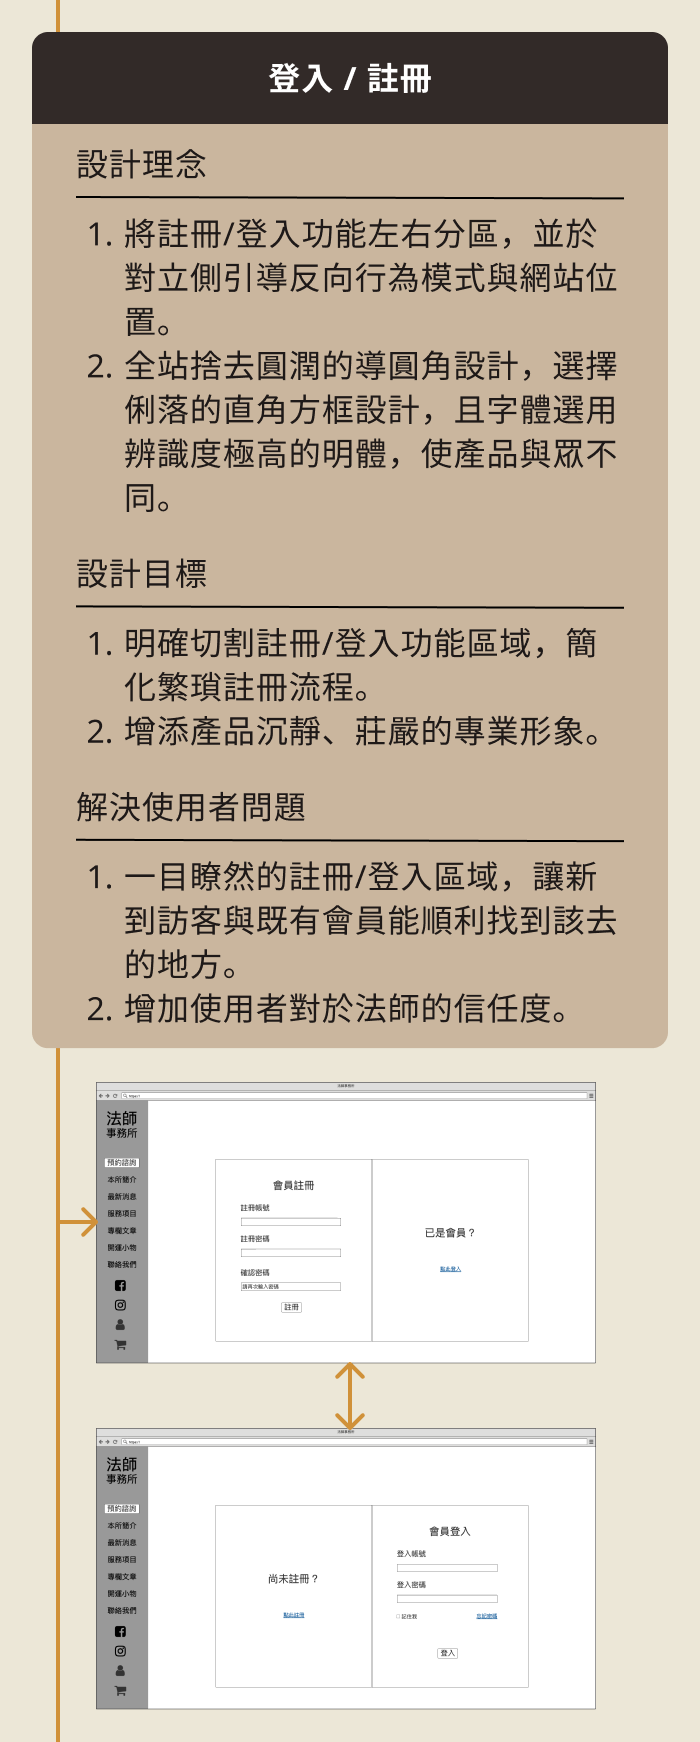 登入 / 註冊
設計理念
1. 將註冊/登入功能左右分區，並於
對立側引導反向行為模式與網站位
置。
2. 全站捨去圓潤的導圓角設計，選擇
俐落的直角方框設計，且字體選用
辨識度極高的明體，使產品與眾不
同。
設計目標
1. 明確切割註冊/登入功能區域，簡
化繁瑣註冊流程。
2. 增添產品沉靜、莊嚴的專業形象。
解決使用者問題
1. 一目瞭然的註冊/登入區域，讓新
到訪客與既有會員能順利找到該去
的地方。
2. 增加使用者對於法師的信任度。
法師事務所
https://
法師
事務所
預約諮詢
本所簡介
最新消息
服務項目
專欄文章
開運小物
聯絡我們
會員註冊
註冊帳號
註冊密碼
確認密碼
請再次輸入密碼
註冊
已是會員？
點此登入
法師事務所
https://
法師
事務所
預約諮詢
本所簡介
最新消息
服務項目
專欄文章
開運小物
聯絡我們
尚未註冊？
點此註冊
會員登入
登入帳號
登入密碼
記住我
忘記密碼
登入